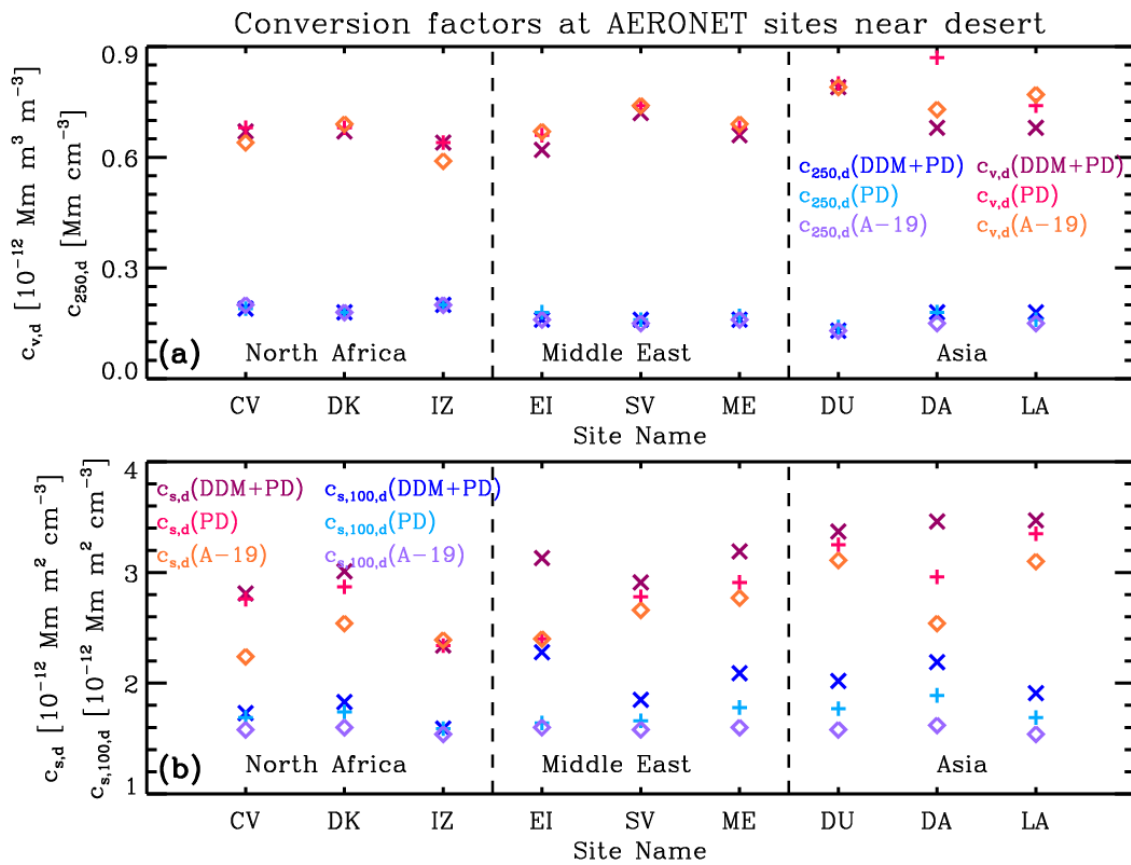 Conversion factors at AERONET sites near desert
c_v,d [10^-12 Mm m^3 m^-3]
c_250,d [Mm cm^-3]
0.9
0.6
0.3
0.0
c_250,d(DDM+PD) c_v,d(DDM+PD)
c_250,d(PD) c_v,d(PD)
c_250,d(A-19) c_v,d(A-19)
(a) North Africa Middle East Asia
CV DK IZ EI SV ME DU DA LA
Site Name
c_s,d [10^-12 Mm m^2 cm^-3]
c_s,100,d [10^-12 Mm m^2 cm^-3]
4
3
2
1
c_s,d(DDM+PD) c_s,100,d(DDM+PD)
c_s,d(PD) c_s,100,d(PD)
c_s,d(A-19) c_s,100,d(A-19)
(b) North Africa Middle East Asia
CV DK IZ EI SV ME DU DA LA
Site Name